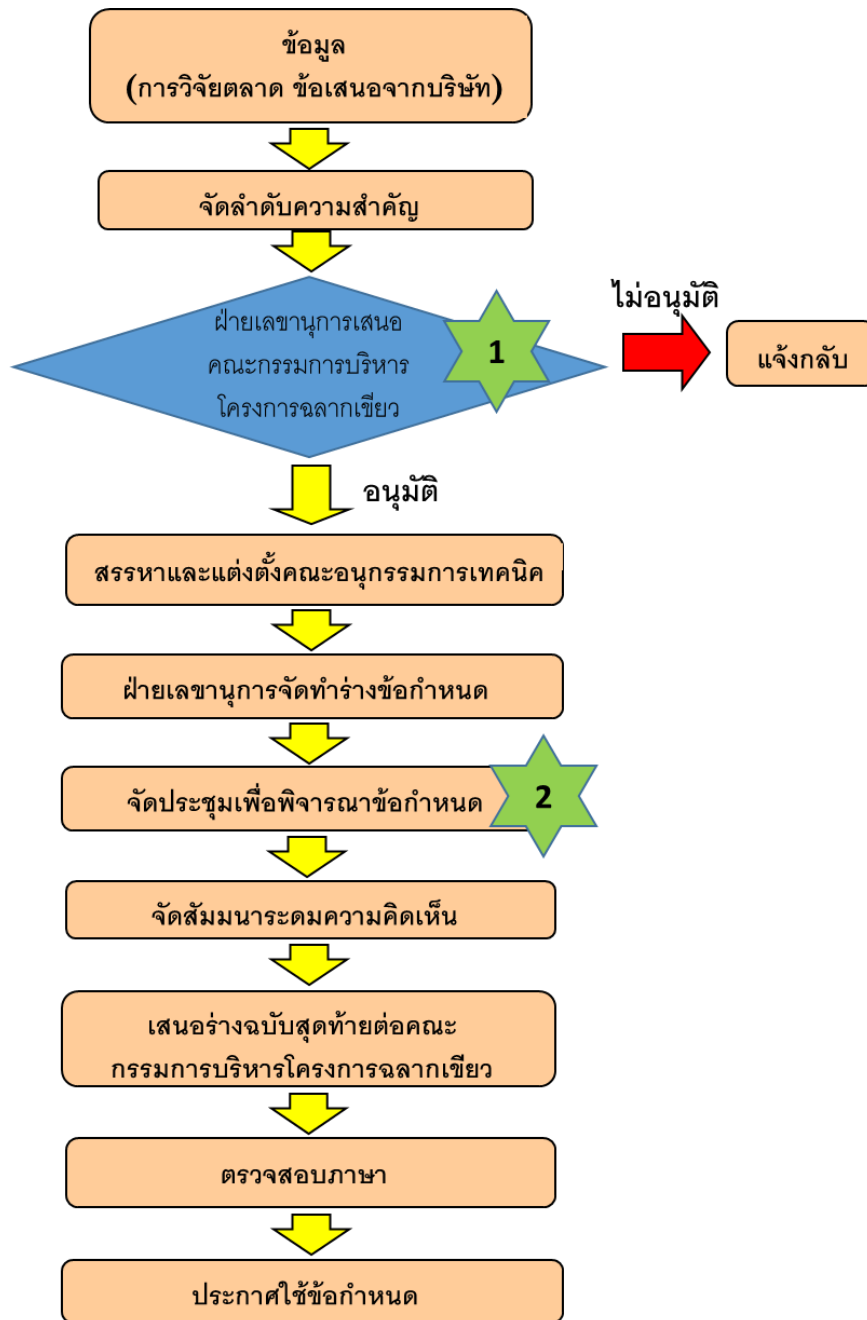 ข้อมูล
(การวิจัยตลาด ข้อเสนอจากบริษัท)
จัดลำดับความสำคัญ
ฝ่ายเลขานุการเสนอ
คณะกรรมการบริหาร
โครงการฉลากเขียว
1
ไม่อนุมัติ
แจ้งกลับ
อนุมัติ
สรรหาและแต่งตั้งคณะอนุกรรมการเทคนิค
ฝ่ายเลขานุการจัดทำร่างข้อกำหนด
จัดประชุมเพื่อพิจารณาข้อกำหนด
2
จัดสัมมนาระดมความคิดเห็น
เสนอร่างฉบับสุดท้ายต่อคณะ
กรรมการบริหารโครงการฉลากเขียว
ตรวจสอบภาษา
ประกาศใช้ข้อกำหนด